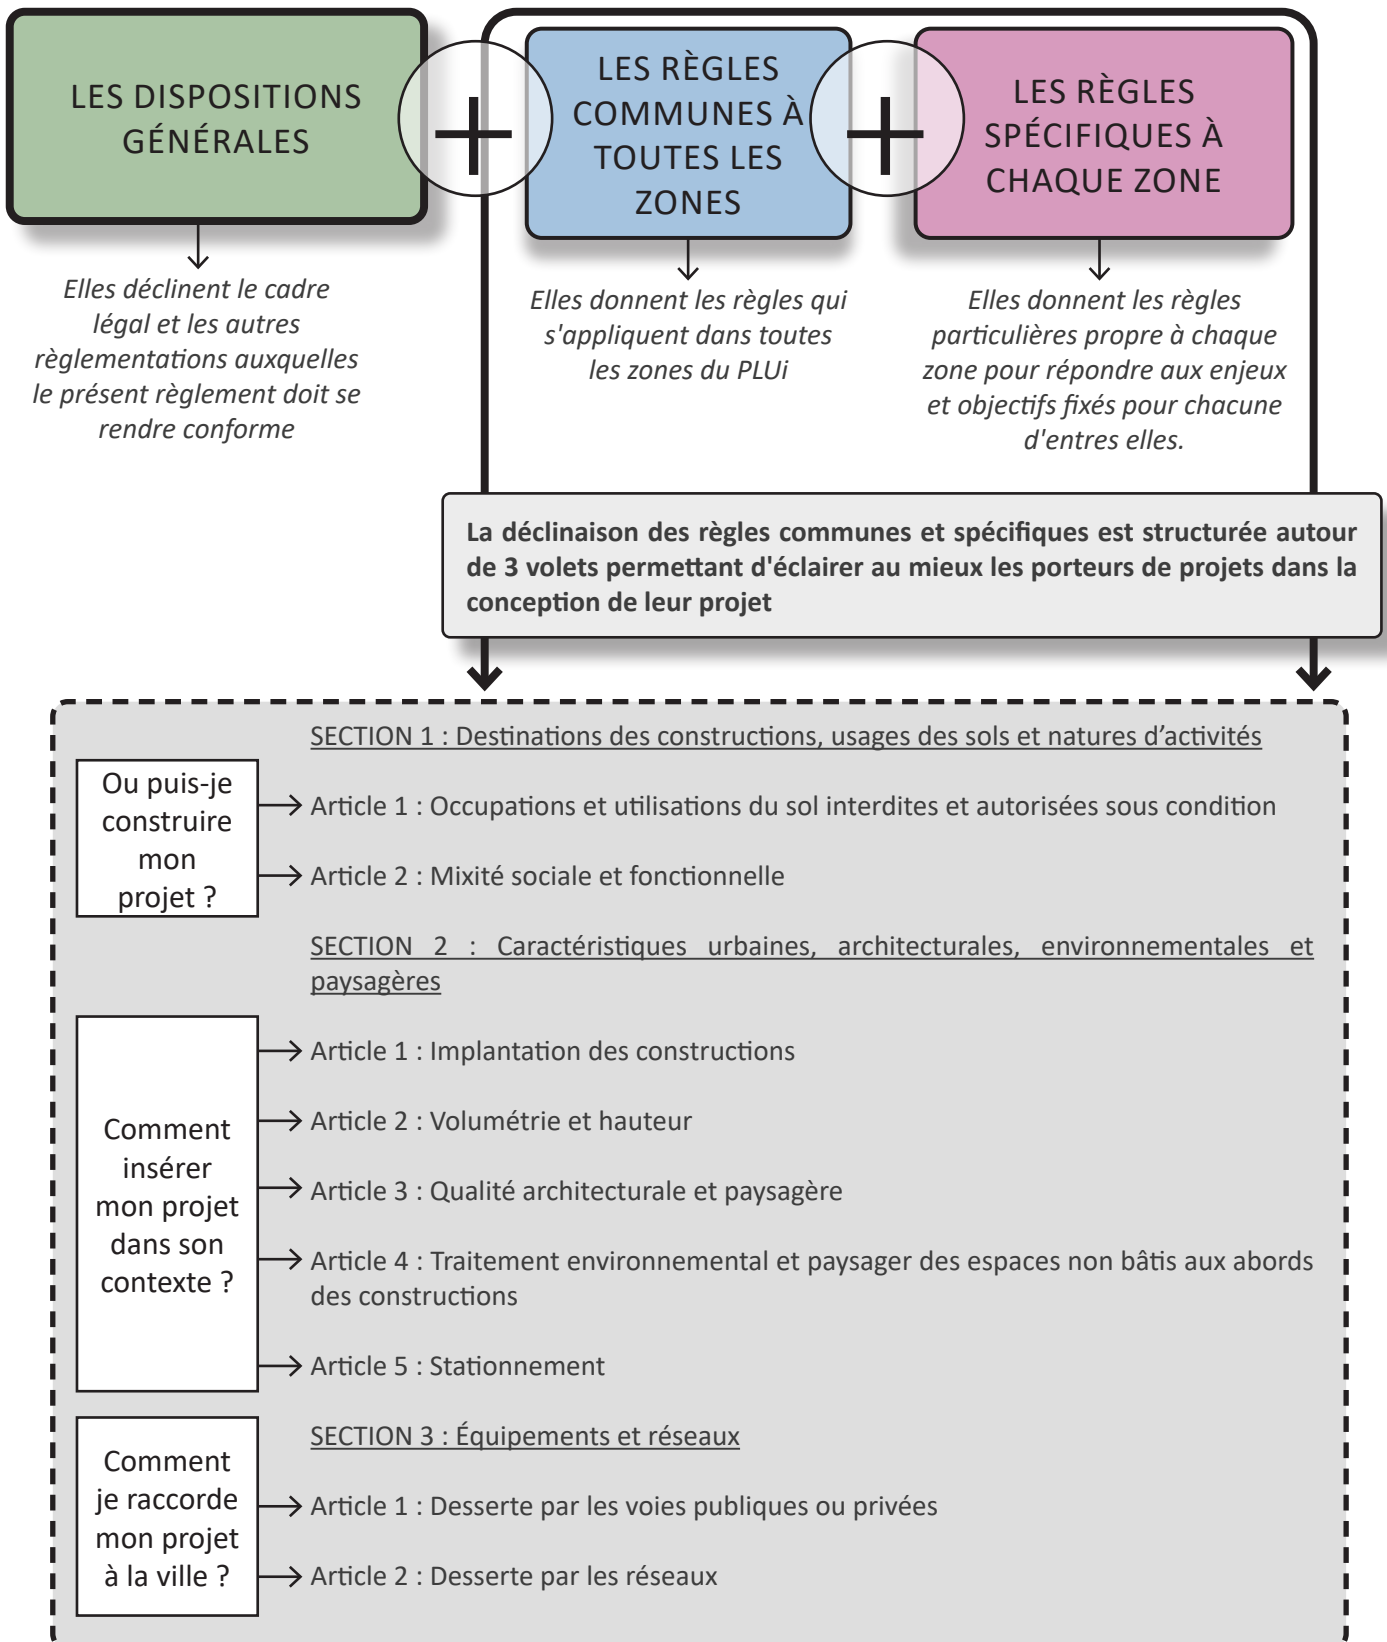 LES DISPOSITIONS
GÉNÉRALES
+
LES RÈGLES
COMMUNES À
TOUTES LES
ZONES
+
LES RÈGLES
SPÉCIFIQUES À
CHAQUE ZONE
Elles déclinent le cadre
légal et les autres
règlementations auxquelles
le présent règlement doit se
rendre conforme
Elles donnent les règles qui
s'appliquent dans toutes
les zones du PLUi
Elles donnent les règles
particulières propre à chaque
zone pour répondre aux enjeux
et objectifs fixés pour chacune
d'entres elles.
La déclinaison des règles communes et spécifiques est structurée autour
de 3 volets permettant d'éclairer au mieux les porteurs de projets dans la
conception de leur projet
SECTION 1 : Destinations des constructions, usages des sols et natures d’activités
Ou puis-je
construire
mon
projet ?
Article 1 : Occupations et utilisations du sol interdites et autorisées sous condition
Article 2 : Mixité sociale et fonctionnelle
SECTION 2 : Caractéristiques urbaines, architecturales, environnementales et
paysagères
Comment
insérer
mon projet
dans son
contexte ?
Article 1 : Implantation des constructions
Article 2 : Volumétrie et hauteur
Article 3 : Qualité architecturale et paysagère
Article 4 : Traitement environnemental et paysager des espaces non bâtis aux abords
des constructions
Article 5 : Stationnement
SECTION 3 : Équipements et réseaux
Comment
je raccorde
mon projet
à la ville ?
Article 1 : Desserte par les voies publiques ou privées
Article 2 : Desserte par les réseaux